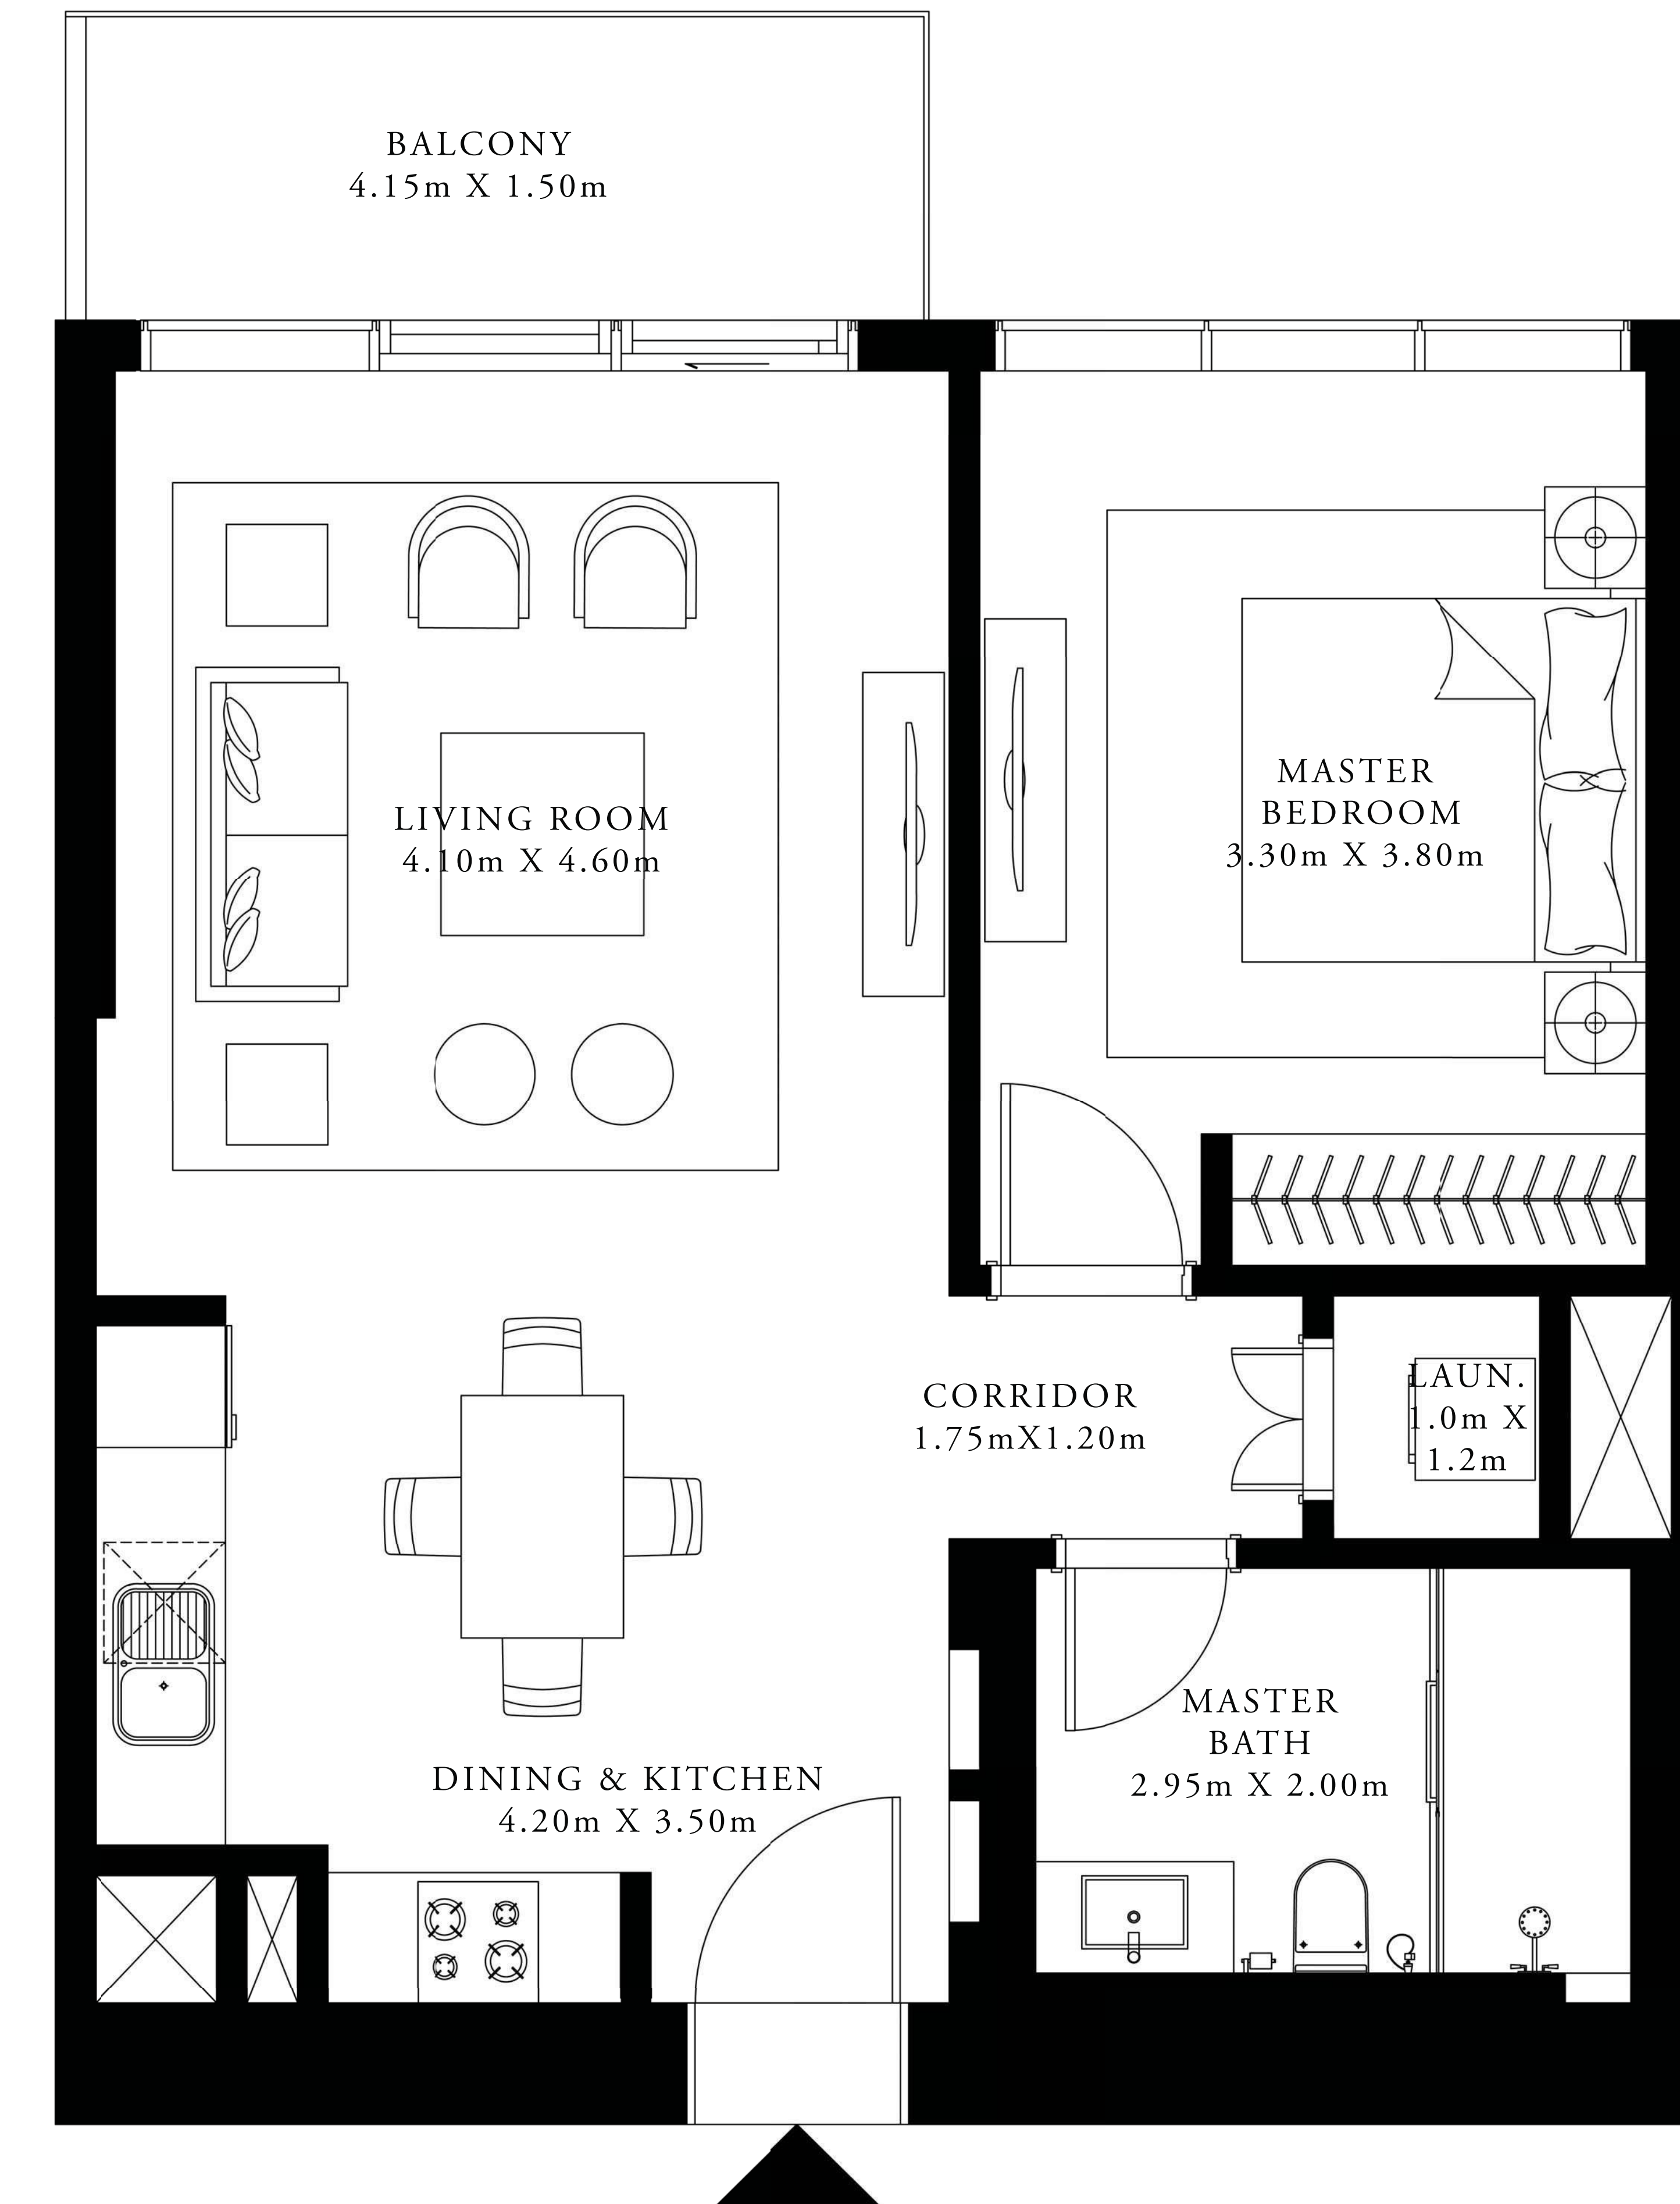 BALCONY
4.15m X 1.50m
LIVING ROOM
4.10m X 4.60m
MASTER
BEDROOM
3.30m X 3.80m
CORRIDOR
1.75mX1.20m
LAUN.
1.0m X
1.2m
MASTER
BATH
2.95m X 2.00m
DINING & KITCHEN
4.20m X 3.50m